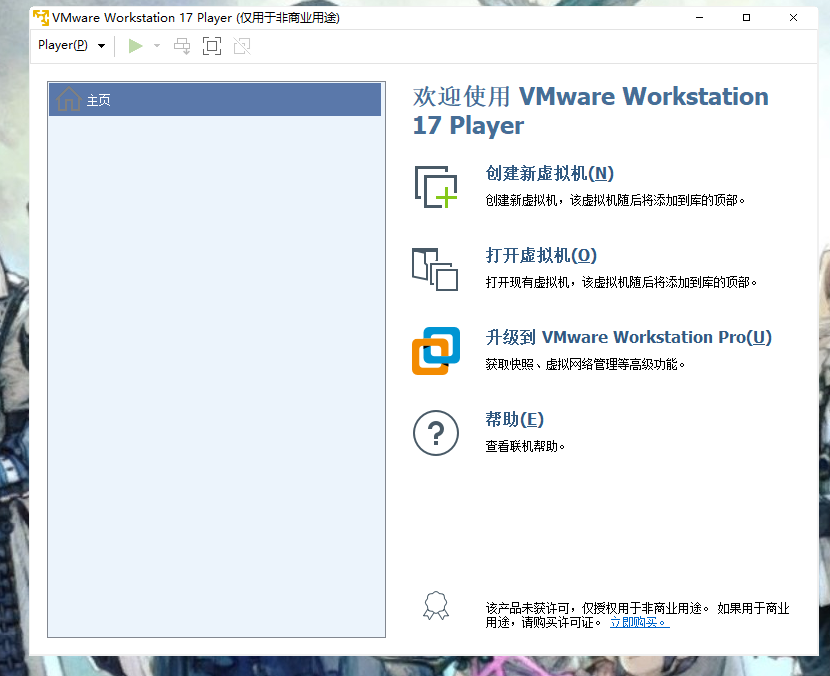 VMware Workstation 17 Player (仅用于非商业用途)
Player(P)
主页
欢迎使用 VMware Workstation
17 Player
创建新虚拟机(N)
创建新虚拟机，该虚拟机随后将添加到库的顶部。
打开虚拟机(O)
打开现有虚拟机，该虚拟机随后将添加到库的顶部。
升级到 VMware Workstation Pro(U)
获取快照、虚拟网络管理等高级功能。
帮助(E)
查看联机帮助。
该产品未获许可，仅授权用于非商业用途。 如果用于商业
用途，请购买许可证。 立即购买。